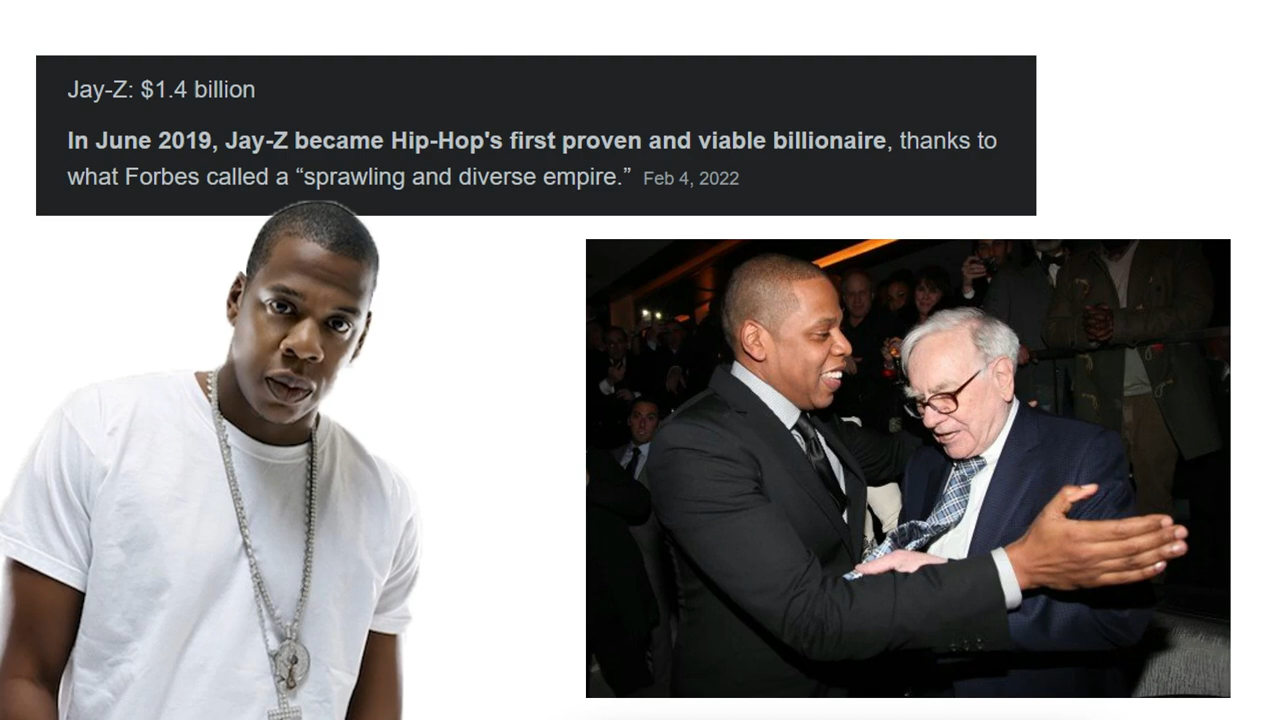 Jay-Z: $1.4 billion
In June 2019, Jay-Z became Hip-Hop's first proven and viable billionaire, thanks to
what Forbes called a “sprawling and diverse empire.” Feb 4, 2022